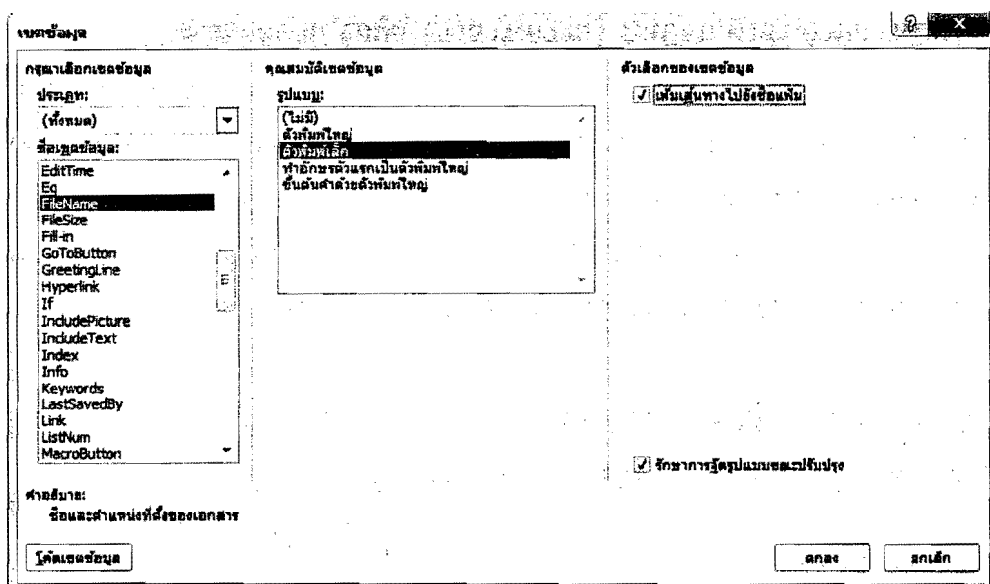 เขตข้อมูล
กรุณาเลือกเขตข้อมูล
ประเภท:
(ทั้งหมด)
ชื่อเขตข้อมูล:
EditTime
Eq
FileName
FileSize
Fill-in
GoToButton
GreetingLine
Hyperlink
If
IncludePicture
IncludeText
Index
Info
Keywords
LastSavedBy
Link
ListNum
MacroButton
คุณสมบัติเขตข้อมูล
รูปแบบ:
(ไม่มี)
ตัวพิมพ์ใหญ่
ตัวพิมพ์เล็ก
ทำอักษรตัวแรกเป็นตัวพิมพ์ใหญ่
ขึ้นต้นคำด้วยตัวพิมพ์ใหญ่
ตัวเลือกของเขตข้อมูล
เพิ่มเส้นทางไปยังชื่อแฟ้ม
รักษาการจัดรูปแบบขณะปรับปรุง
คำอธิบาย:
ชื่อและตำแหน่งที่ตั้งของเอกสาร
โค้ดเขตข้อมูล
ตกลง
ยกเลิก